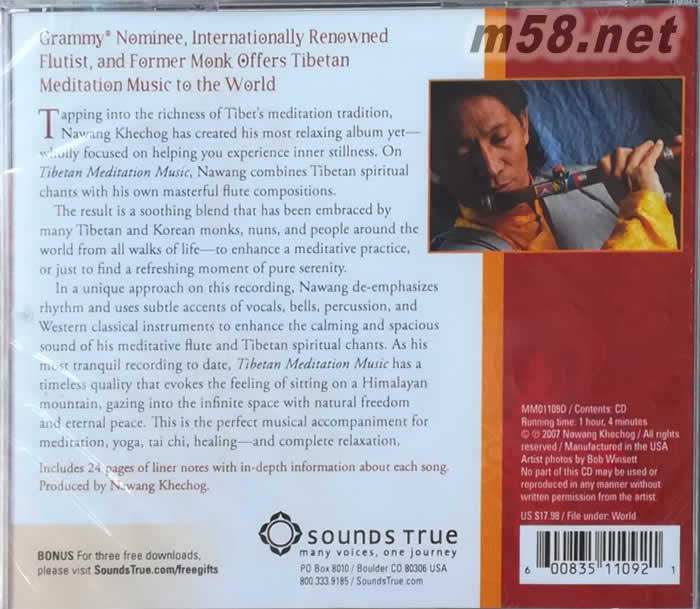 m58.net
Grammy® Nominee, Internationally Renowned
Flutist, and Former Monk Offers Tibetan
Meditation Music to the World
Tapping into the richness of Tibet's meditation tradition,
Nawang Khechog has created his most relaxing album yet—
wholly focused on helping you experience inner stillness. On
Tibetan Meditation Music, Nawang combines Tibetan spiritual
chants with his own masterful flute compositions.
The result is a soothing blend that has been embraced by
many Tibetan and Korean monks, nuns, and people around the
world from all walks of life—to enhance a meditative practice,
or just to find a refreshing moment of pure serenity.
In a unique approach on this recording, Nawang de-emphasizes
rhythm and uses subtle accents of vocals, bells, percussion, and
Western classical instruments to enhance the calming and spacious
sound of his meditative flute and Tibetan spiritual chants. As his
most tranquil recording to date, Tibetan Meditation Music has a
timeless quality that evokes the feeling of sitting on a Himalayan
mountain, gazing into the infinite space with natural freedom
and eternal peace. This is the perfect musical accompaniment for
meditation, yoga, tai chi, healing—and complete relaxation.
Includes 24 pages of liner notes with in-depth information about each song.
Produced by Nawang Khechog.
BONUS For three free downloads,
please visit SoundsTrue.com/freegifts
SOUNDS TRUE
many voices, one journey
PO Box 8010 / Boulder CO 80306 USA
800.333.9185 / SoundsTrue.com
MM01109D / Contents: CD
Running time: 1 hour, 4 minutes
© ℗ 2007 Nawang Khechog / All rights
reserved / Manufactured in the USA
Artist photos by Bob Winsett
No part of this CD may be used or
reproduced in any manner without
written permission from the artist.
US $17.98 / File under: World
6 00835 11092 1